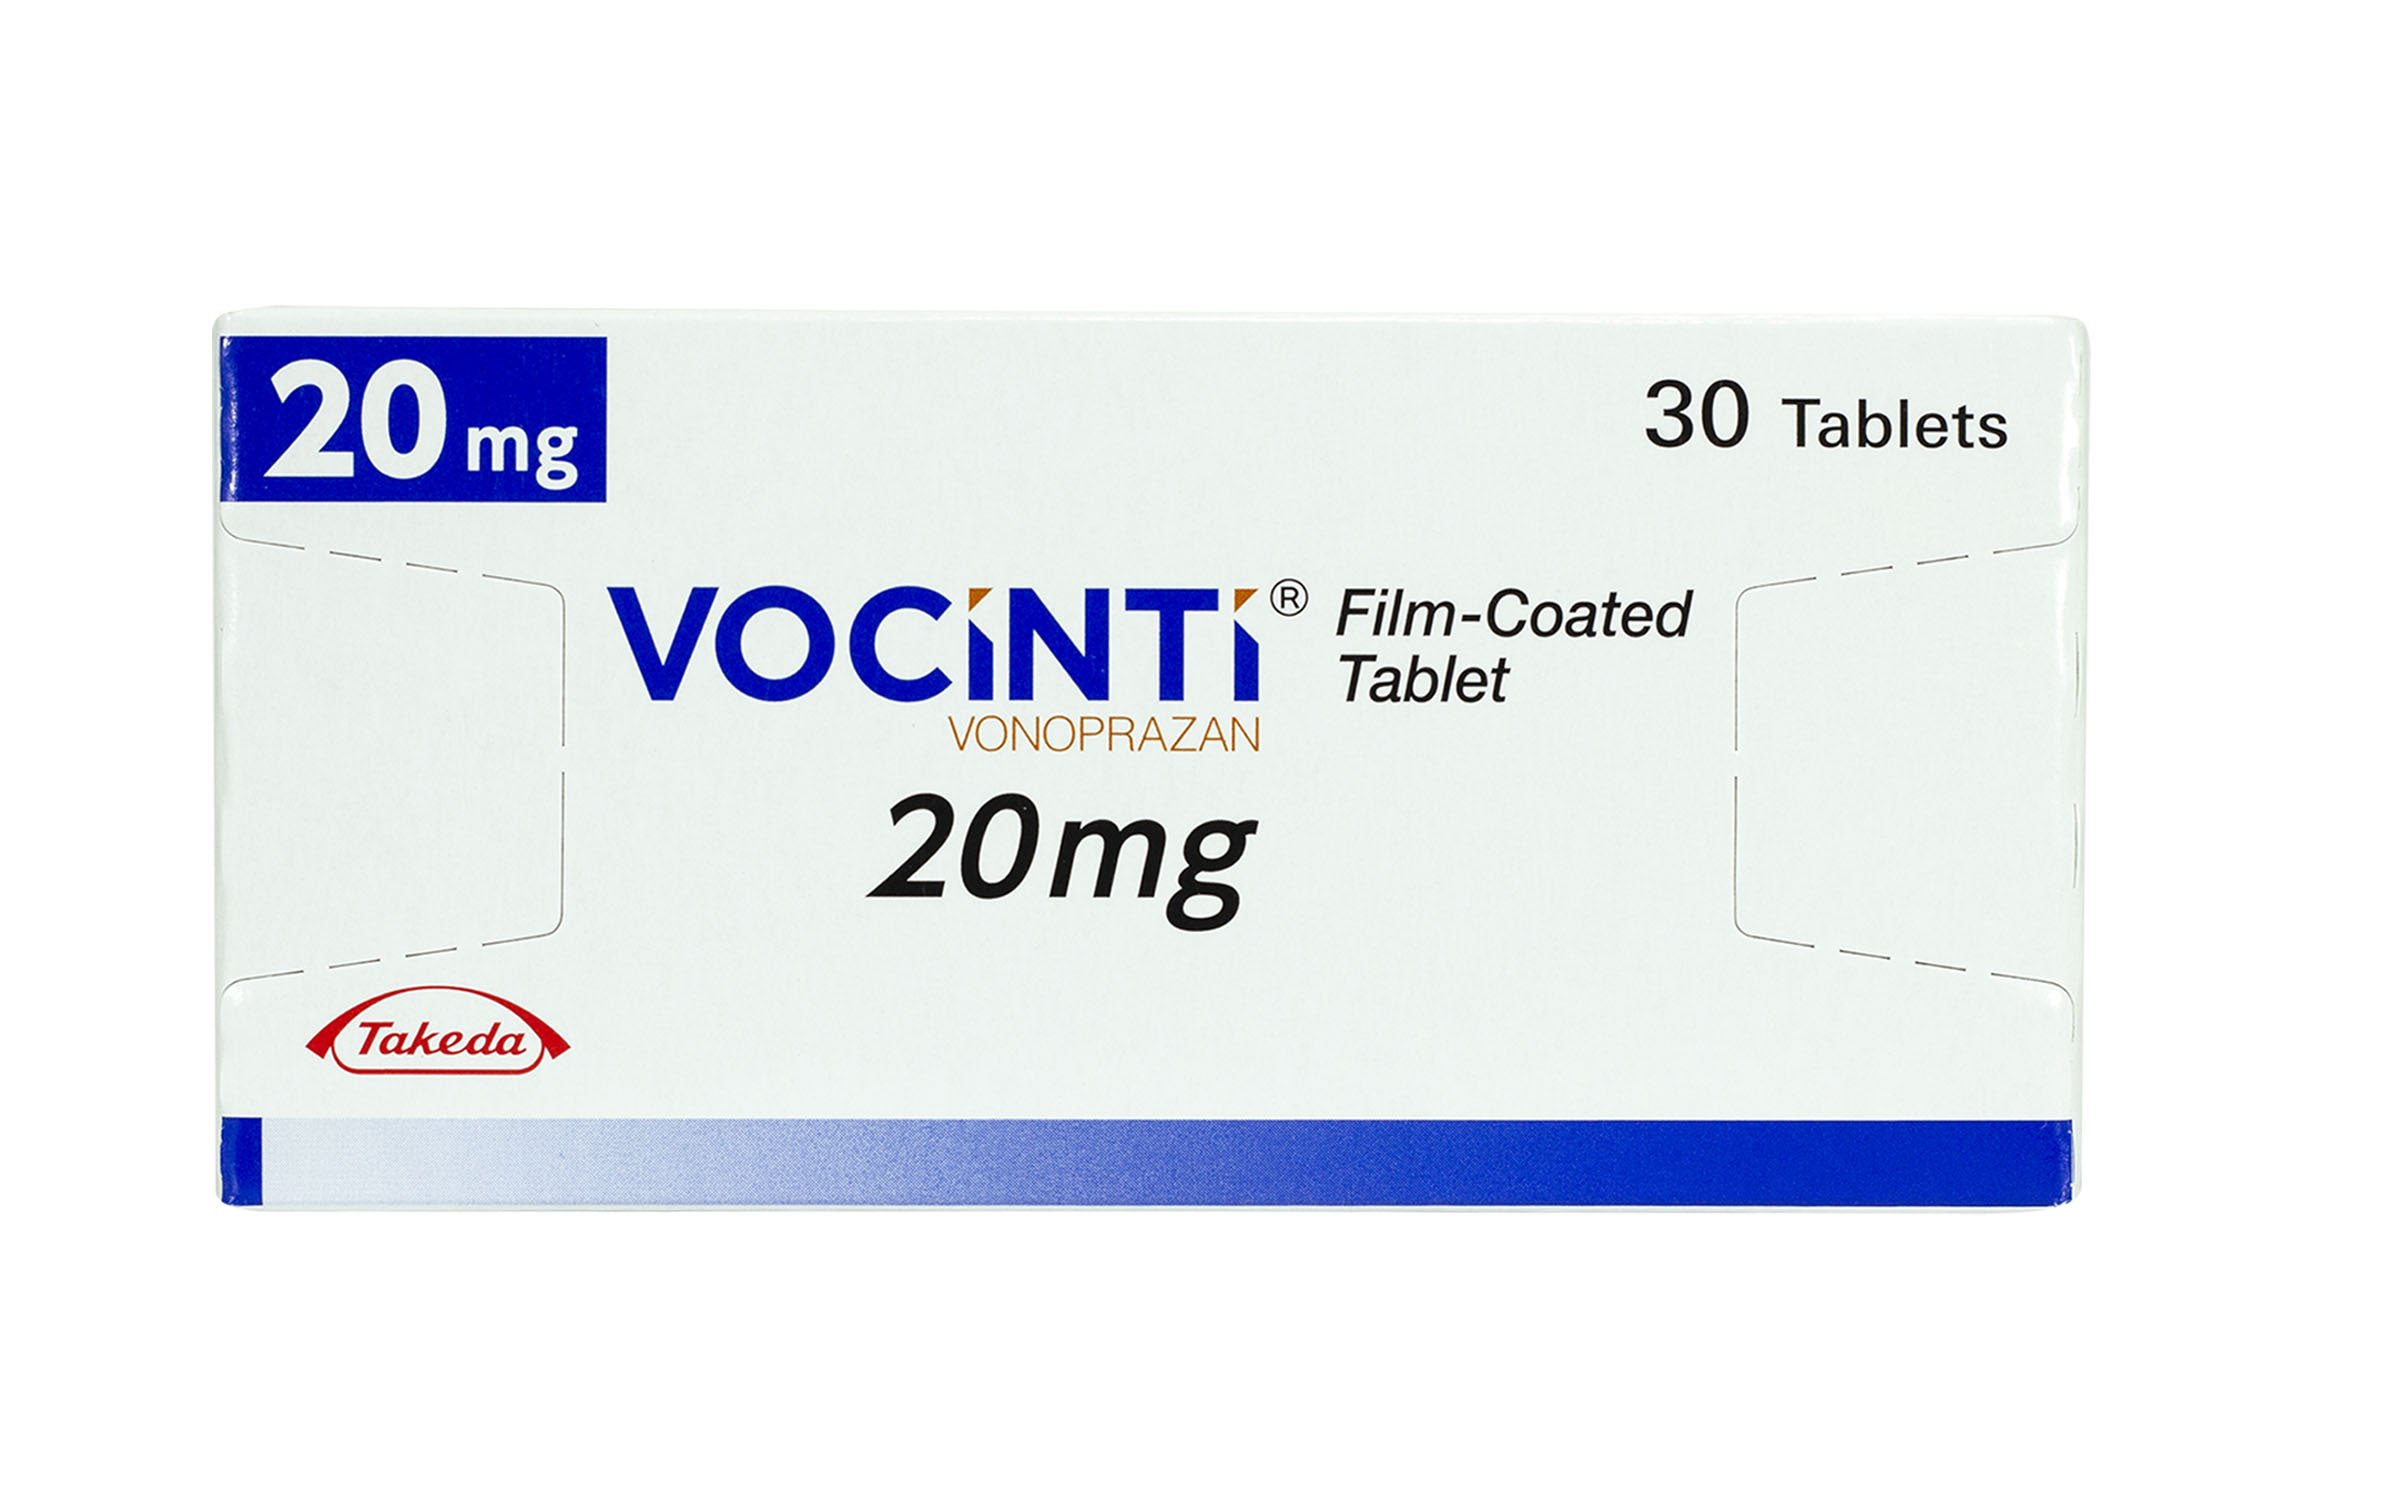 20 mg
30 Tablets
VOCINTI® Film-Coated
Tablet
VONOPRAZAN
20mg
Takeda